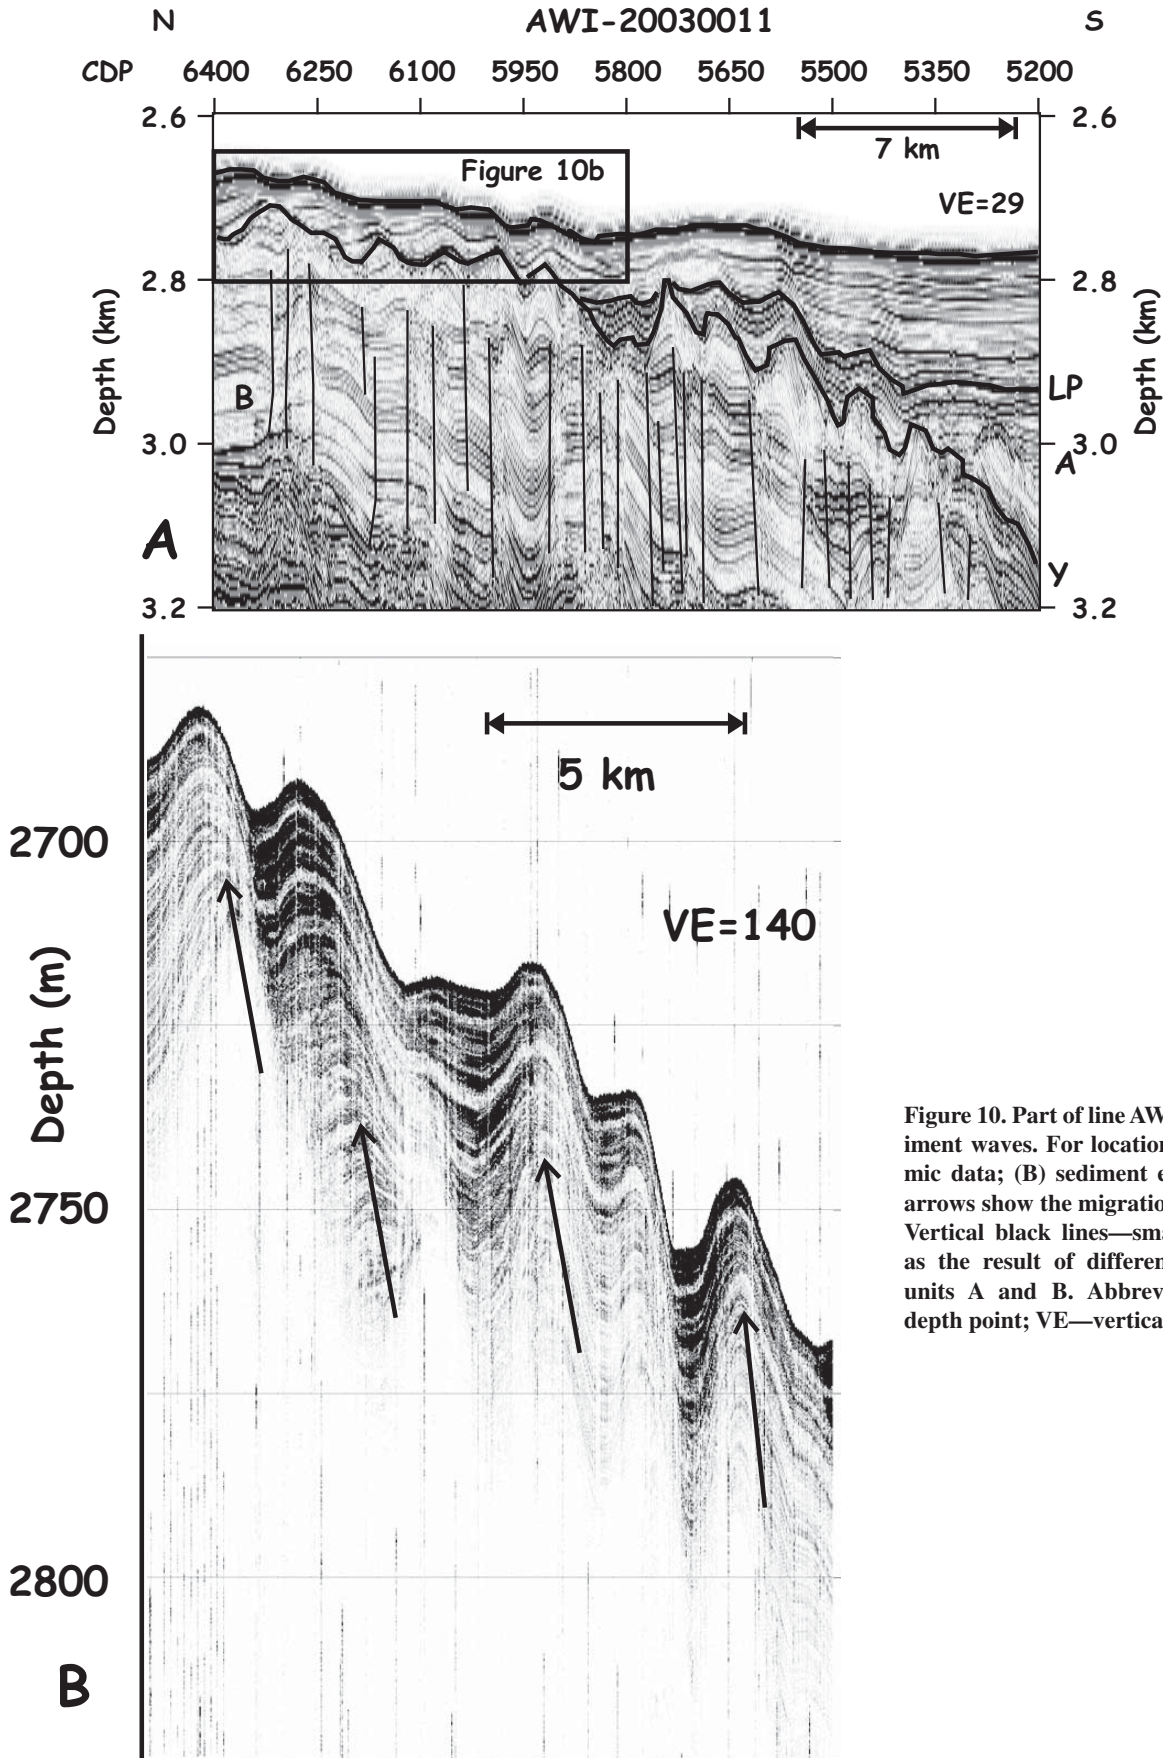 N AWI-20030011 S
CDP 6400 6250 6100 5950 5800 5650 5500 5350 5200
2.6 2.6
7 km
Figure 10b
VE=29
2.8 2.8
Depth (km) Depth (km)
B LP
3.0 3.0
A
A
Y
3.2 3.2
5 km
2700
VE=140
Depth (m)
2750
2800
B
Figure 10. Part of line AW
iment waves. For location
mic data; (B) sediment e
arrows show the migratio
Vertical black lines—sma
as the result of differen
units A and B. Abbrev
depth point; VE—vertica